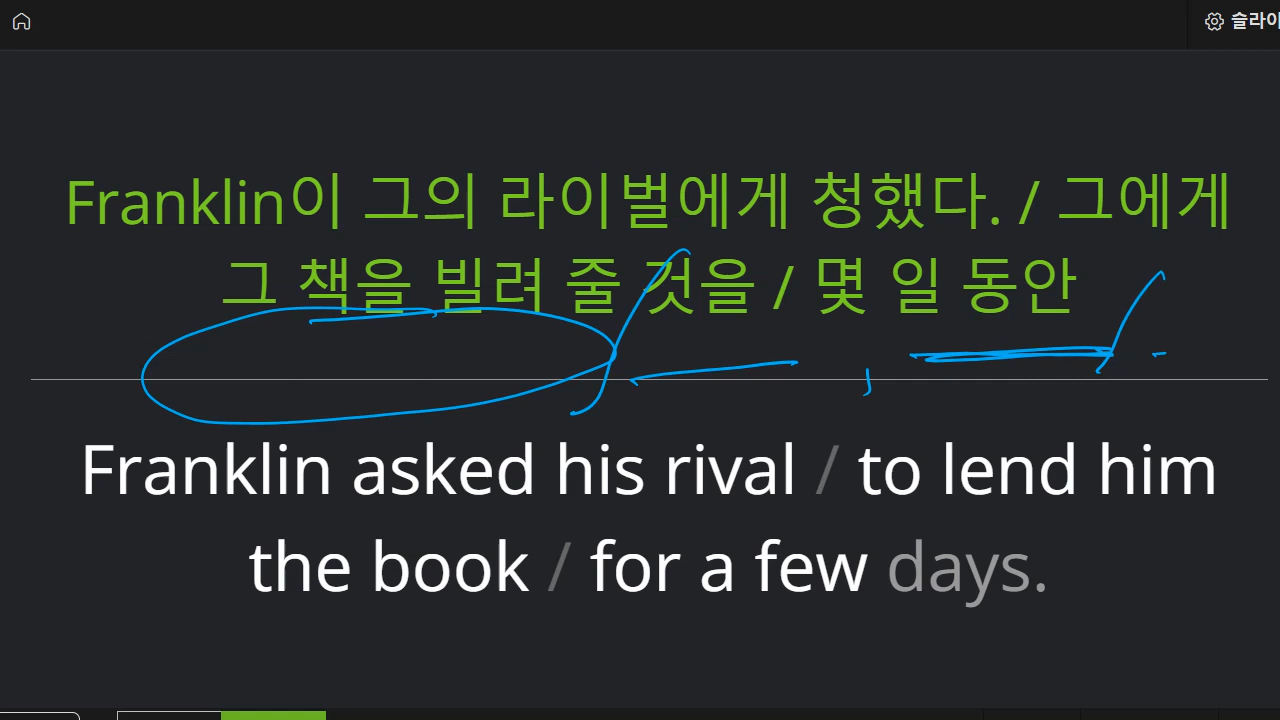 슬라이
Franklin이 그의 라이벌에게 청했다. / 그에게
그 책을 빌려 줄 것을 / 몇 일 동안
Franklin asked his rival / to lend him
the book / for a few days.